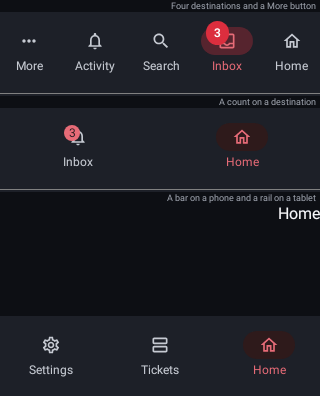 Four destinations and a More button
3
More Activity Search Inbox Home
A count on a destination
3
Inbox Home
A bar on a phone and a rail on a tablet
Home
Settings Tickets Home